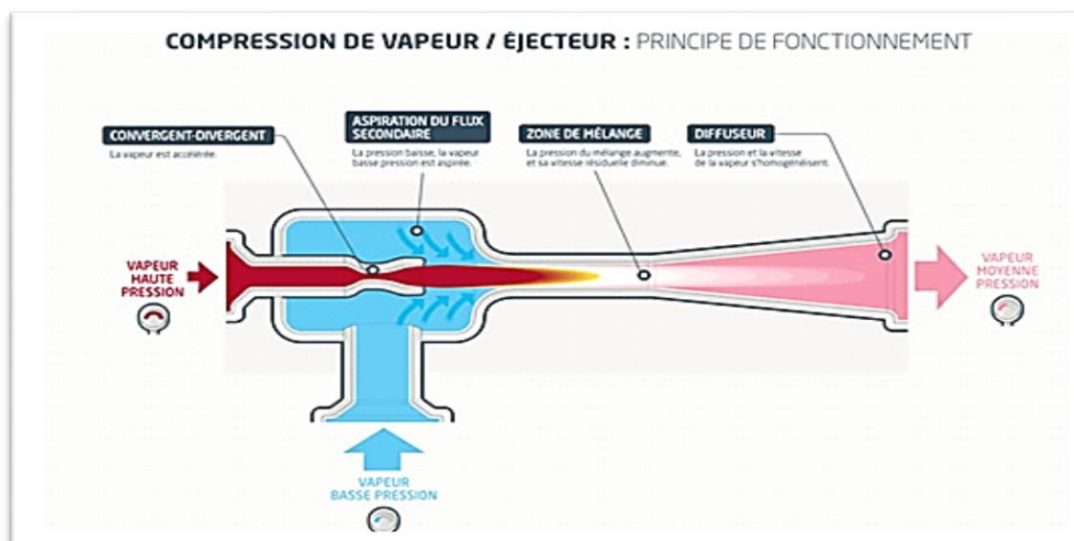 COMPRESSION DE VAPEUR / ÉJECTEUR : PRINCIPE DE FONCTIONNEMENT
CONVERGENT-DIVERGENT
La vapeur est accélérée.
ASPIRATION DU FLUX
SECONDAIRE
La pression baisse, la vapeur
basse pression est aspirée.
ZONE DE MÉLANGE
La pression du mélange augmente,
et sa vitesse résiduelle diminue.
DIFFUSEUR
La pression et la vitesse
de la vapeur s'homogénéisent.
VAPEUR
HAUTE
PRESSION
VAPEUR
MOYENNE
PRESSION
VAPEUR
BASSE PRESSION